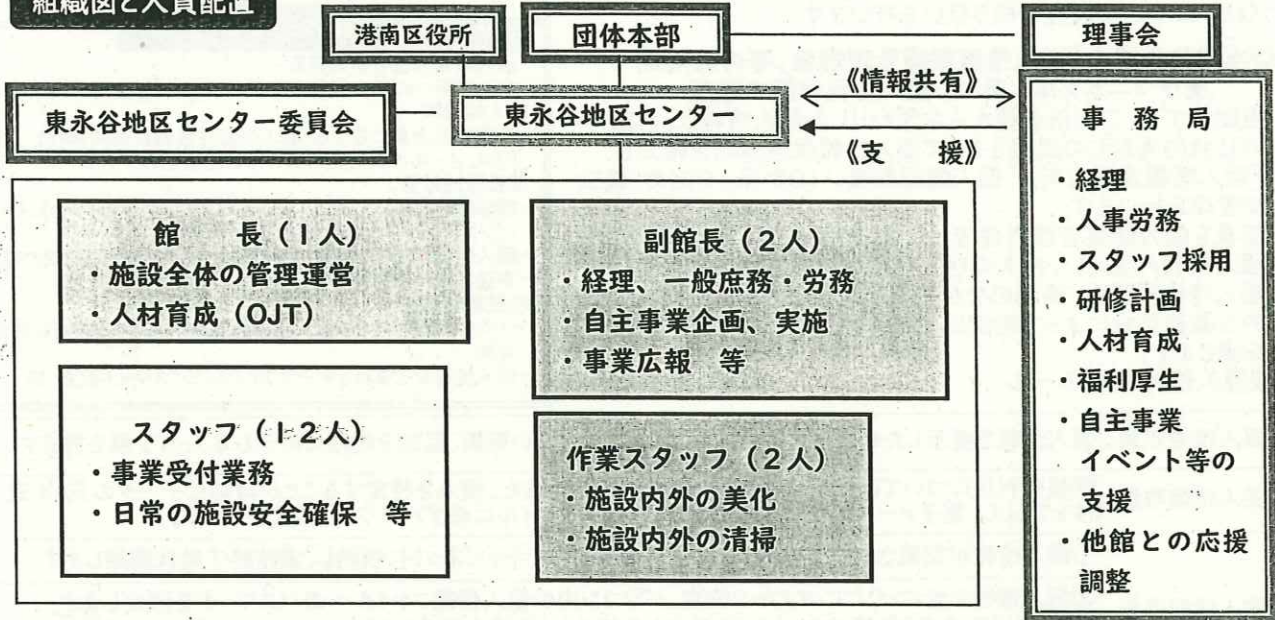 組織図と人員配置
港南区役所
団体本部
理事会
東永谷地区センター委員会
東永谷地区センター
《情報共有》
《支　　援》
館　　長（1人）
・施設全体の管理運営
・人材育成（OJT）
副館長（2人）
・経理、一般庶務・労務
・自主事業企画、実施
・事業広報　等
スタッフ（12人）
・事業受付業務
・日常の施設安全確保　等
作業スタッフ（2人）
・施設内外の美化
・施設内外の清掃
事　務　局
・経理
・人事労務
・スタッフ採用
・研修計画
・人材育成
・福利厚生
・自主事業
イベント等の
支援
・他館との応援
調整